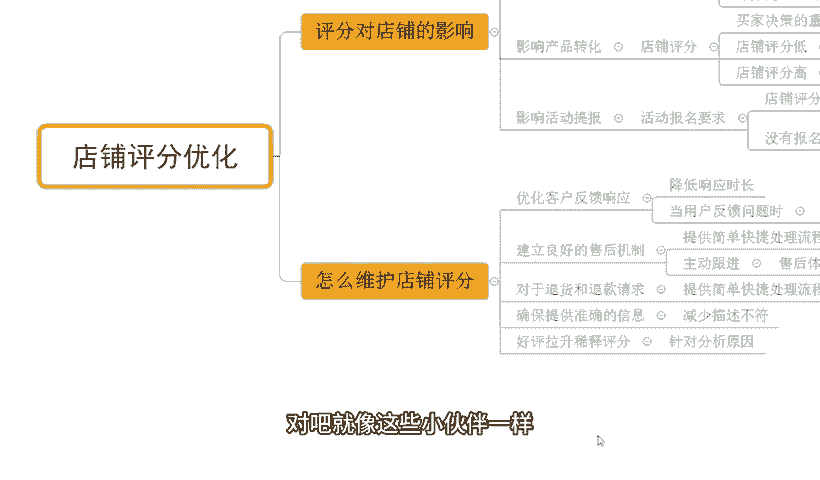 买家决策的重
评分对店铺的影响
影响产品转化 店铺评分 店铺评分低
店铺评分高
店铺评分
影响活动提报 活动报名要求
没有报名
店铺评分优化
优化客户反馈响应 降低响应时长
当用户反馈问题时
建立良好的售后机制 提供简单快捷处理流程
主动跟进 售后体
怎么维护店铺评分
对于退货和退款请求 提供简单快捷处理流程
确保提供准确的信息 减少描述不符
好评拉升稀释评分 针对分析原因
对吧就像这些小伙伴一样